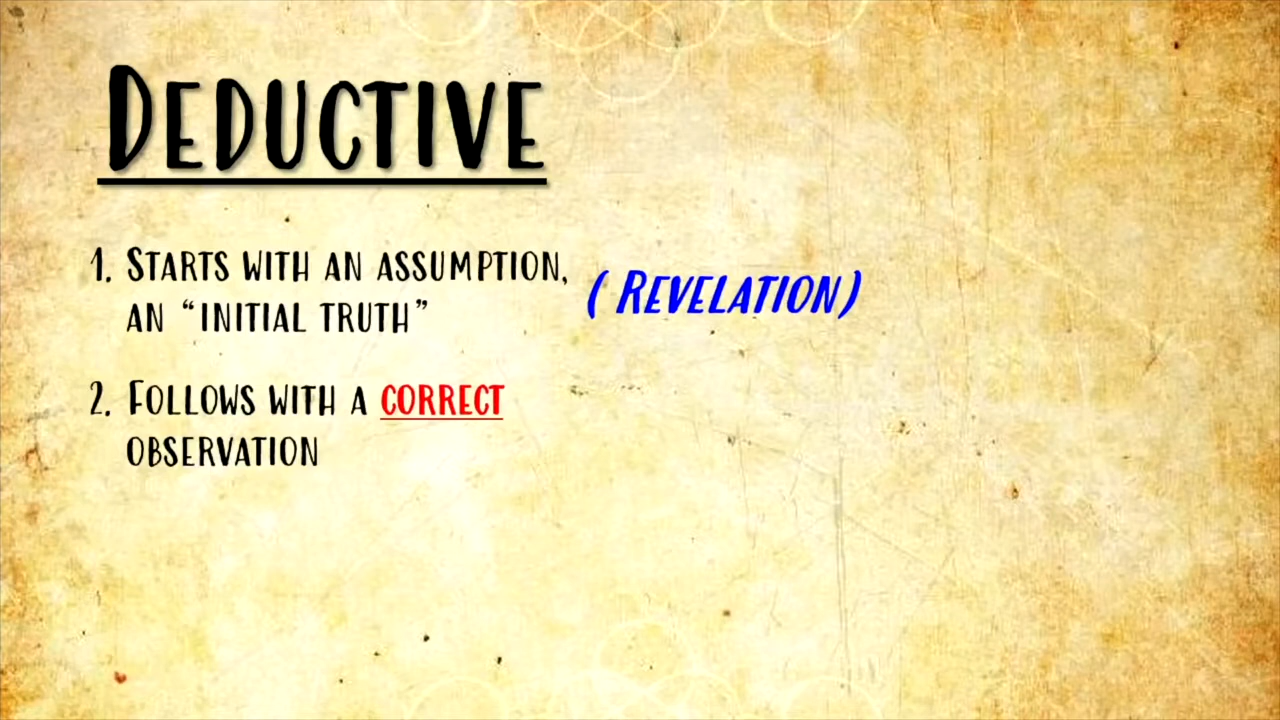 DEDUCTIVE
1. STARTS WITH AN ASSUMPTION,
AN “INITIAL TRUTH”
( REVELATION)
2. FOLLOWS WITH A CORRECT
OBSERVATION